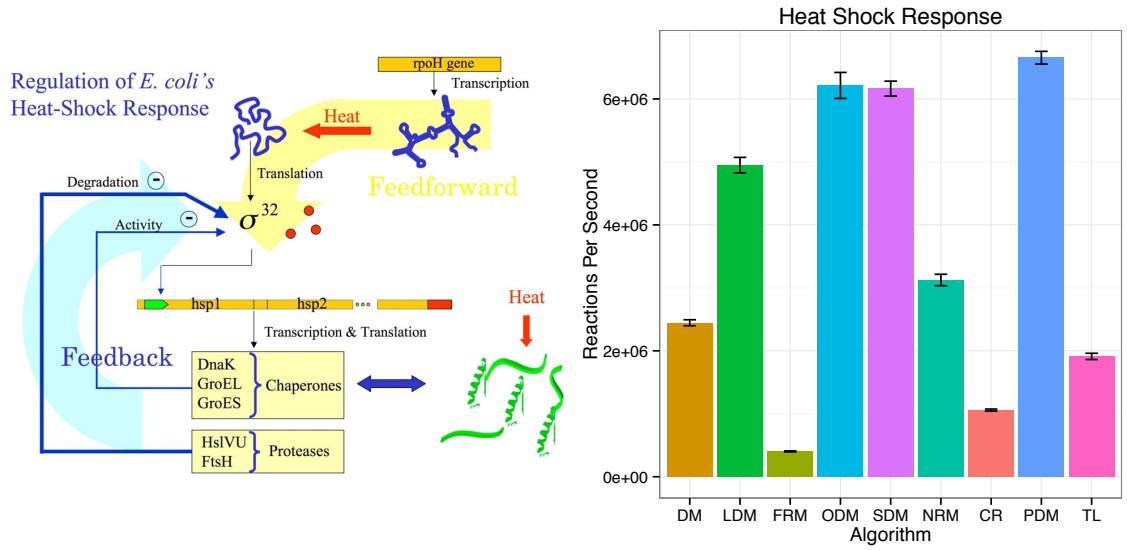 Regulation of E. coli's
Heat-Shock Response
rpoH gene
Transcription
Heat
Translation
Feedforward
Degradation -
Activity -
σ32
hsp1 hsp2
Heat
Transcription & Translation
Feedback
DnaK
GroEL
GroES
Chaperones
HslVU
FtsH
Proteases
Heat Shock Response
Reactions Per Second
6e+06
4e+06
2e+06
0e+00
DM LDM FRM ODM SDM NRM CR PDM TL
Algorithm